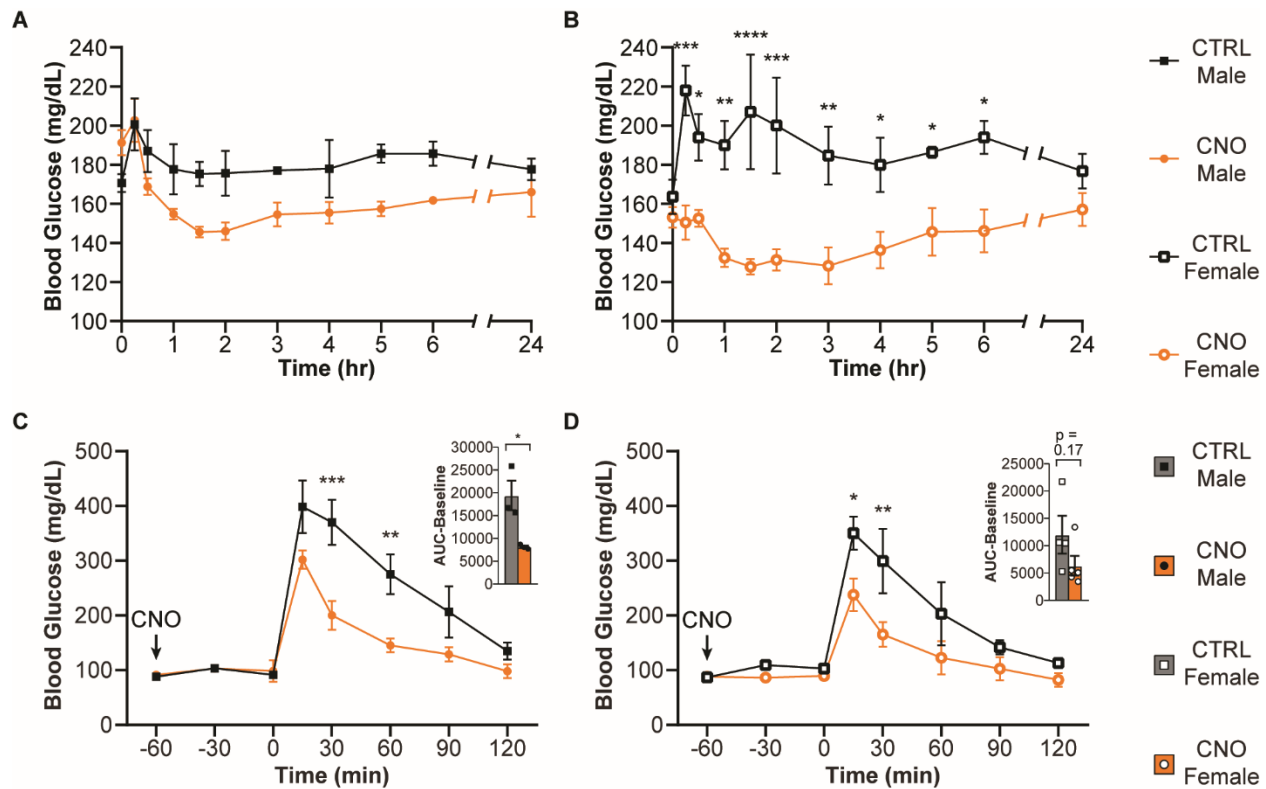 A
Blood Glucose (mg/dL)
240
220
200
180
160
140
120
100
0
1
2
3
4
5
6
24
Time (hr)
B
Blood Glucose (mg/dL)
240
220
200
180
160
140
120
100
***
*
**
****
***
**
*
*
*
0
1
2
3
4
5
6
24
Time (hr)
CTRL
Male
CNO
Male
CTRL
Female
CNO
Female
C
Blood Glucose (mg/dL)
500
400
300
200
100
0
CNO
***
**
-60
-30
0
30
60
90
120
Time (min)
AUC-Baseline
30000
25000
20000
15000
10000
5000
0
*
D
Blood Glucose (mg/dL)
500
400
300
200
100
0
CNO
*
**
-60
-30
0
30
60
90
120
Time (min)
p =
0.17
AUC-Baseline
25000
20000
15000
10000
5000
0
CTRL
Male
CNO
Male
CTRL
Female
CNO
Female